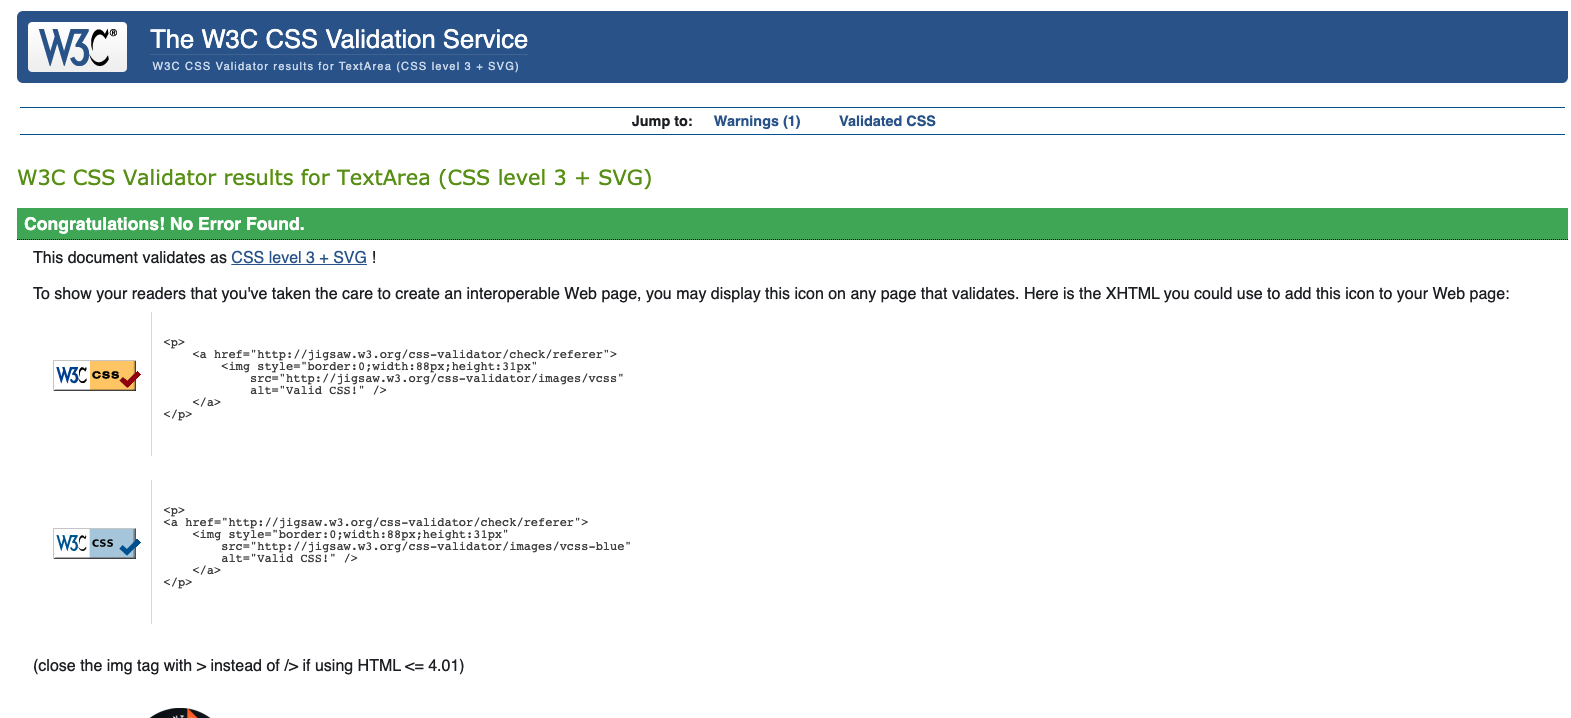 W3C®
The W3C CSS Validation Service
W3C CSS Validator results for TextArea (CSS level 3 + SVG)
Jump to: Warnings (1) Validated CSS
W3C CSS Validator results for TextArea (CSS level 3 + SVG)
Congratulations! No Error Found.
This document validates as CSS level 3 + SVG !
To show your readers that you've taken the care to create an interoperable Web page, you may display this icon on any page that validates. Here is the XHTML you could use to add this icon to your Web page:
W3C css
<p>
<a href="http://jigsaw.w3.org/css-validator/check/referer">
<img style="border:0;width:88px;height:31px"
src="http://jigsaw.w3.org/css-validator/images/vcss"
alt="Valid CSS!" />
</a>
</p>
W3C css
<p>
<a href="http://jigsaw.w3.org/css-validator/check/referer">
<img style="border:0;width:88px;height:31px"
src="http://jigsaw.w3.org/css-validator/images/vcss-blue"
alt="Valid CSS!" />
</a>
</p>
(close the img tag with > instead of /> if using HTML <= 4.01)